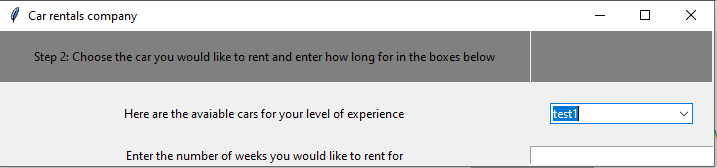 Car rentals company
Step 2: Choose the car you would like to rent and enter how long for in the boxes below
Here are the avaiable cars for your level of experience
test1
Enter the number of weeks you would like to rent for